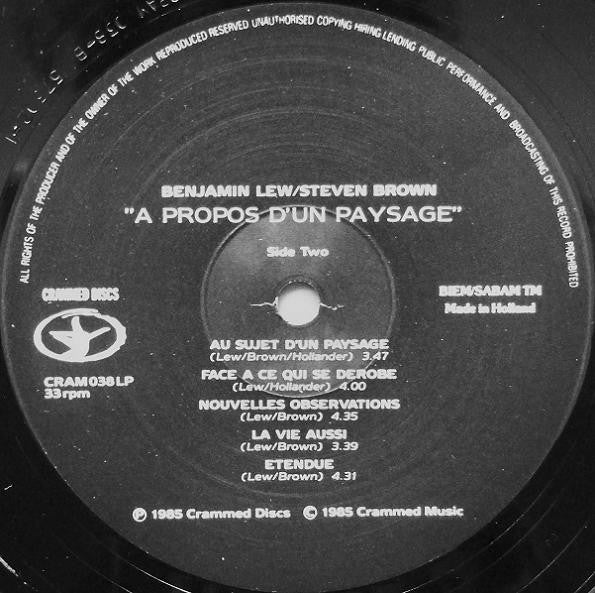 ALL RIGHTS OF THE PRODUCER AND OF THE OWNER OF THE WORK REPRODUCED RESERVED UNAUTHORISED COPYING HIRING LENDING PUBLIC PERFORMANCE AND BROADCASTING OF THIS RECORD PROHIBITED
BENJAMIN LEW/STEVEN BROWN
"A PROPOS D'UN PAYSAGE"
Side Two
CRAMMED DISCS
BIEM/SABAM TM
Made in Holland
CRAM 038 LP
33 rpm
AU SUJET D'UN PAYSAGE
(Lew/Brown/Hollander) 3.47
FACE A CE QUI SE DEROBE
(Lew/Hollander) 4.00
NOUVELLES OBSERVATIONS
(Lew/Brown) 4.35
LA VIE AUSSI
(Lew/Brown) 3.39
ETENDUE
(Lew/Brown) 4.31
℗ 1985 Crammed Discs © 1985 Crammed Music